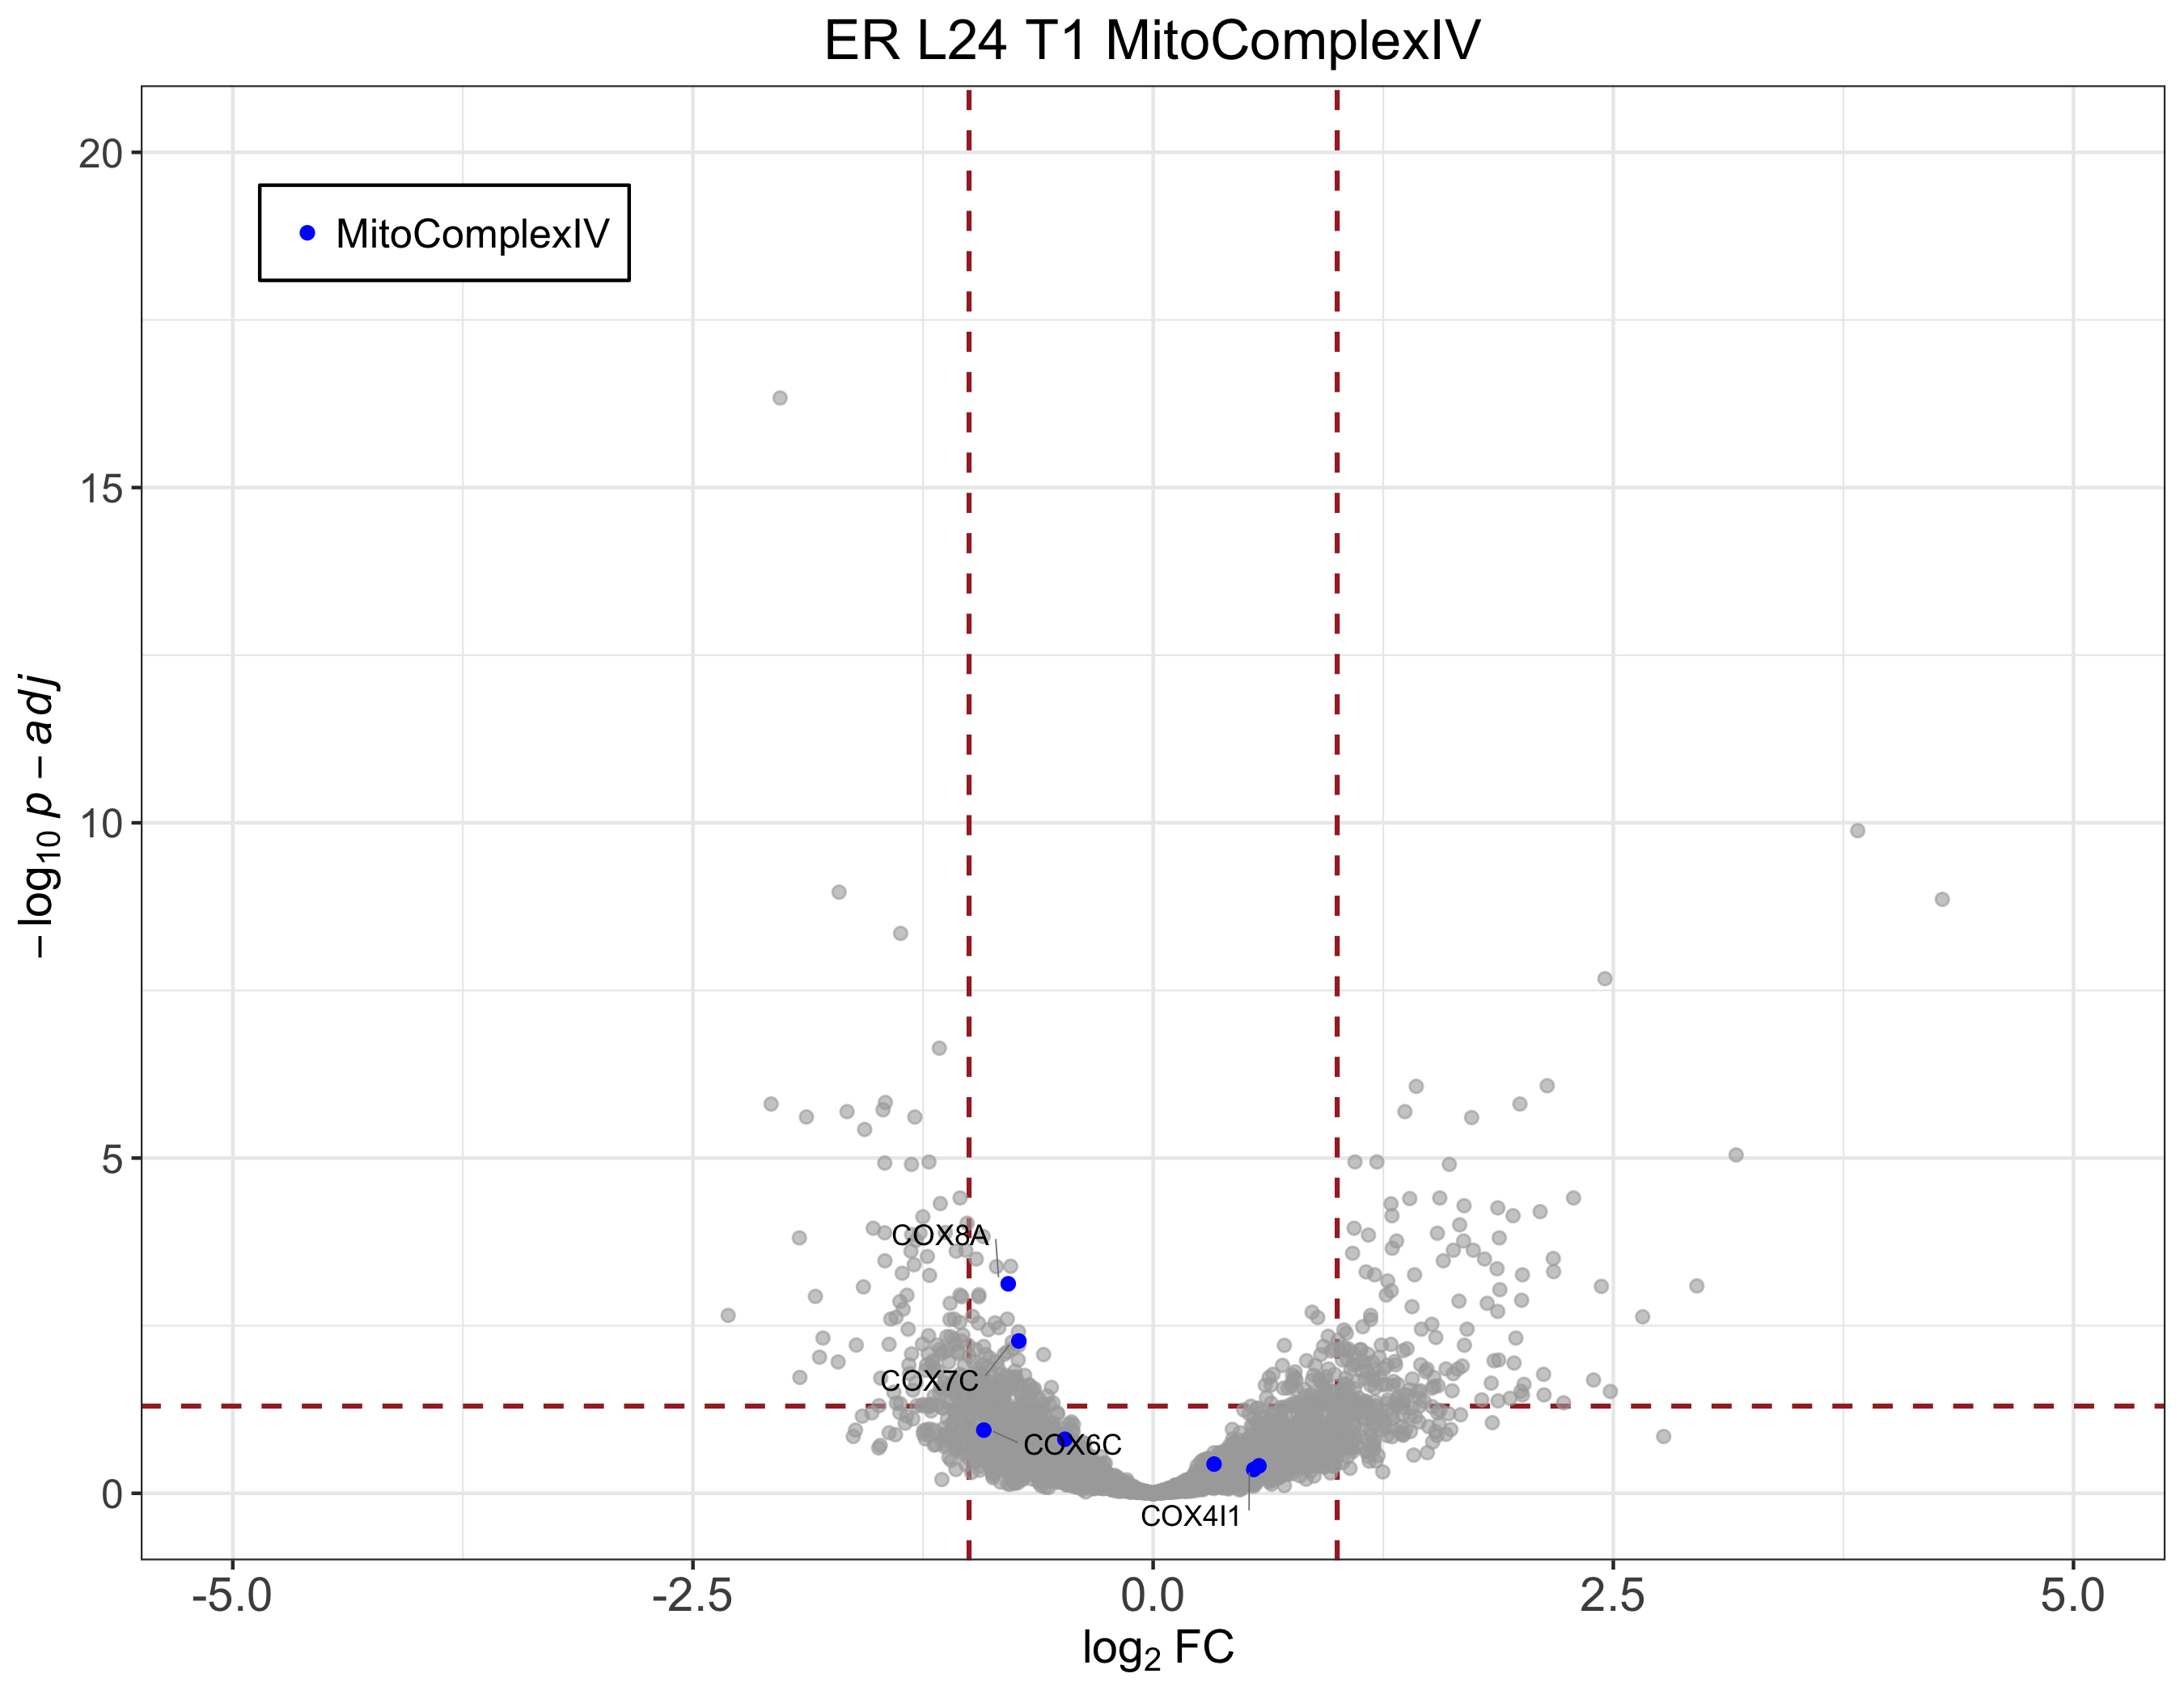 ER L24 T1 MitoComplexIV
20
MitoComplexIV
15
10
5
0
COX8A
COX7C
COX6C
COX4I1
-5.0
-2.5
0.0
2.5
5.0
log₂ FC
−log₁₀ p − adj